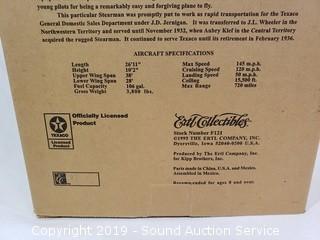 young pilots for being a remarkably easy and forgiving plane to fly.
This particular Stearman was promptly put to work as rapid transportation for the Texaco
General Domestic Sales Department under J.D. Jernigan. It was transferred to J.L. Wheeler in the
Northwestern Territory and served until November 1932, when Aubry Kief of Central Territory
acquired the rugged Stearman. It continued to serve Texaco until its retirement in February 1936.
AIRCRAFT SPECIFICATIONS
Length 26'11" Max Speed 145 m.p.h.
Height 10'2" Cruising Speed 125 m.p.h.
Upper Wing Span 38' Landing Speed 50 m.p.h.
Lower Wing Span 28' Ceiling 15,500 ft.
Fuel Capacity 106 gal. Max Range 720 miles
Gross Weight 3,800 lbs.
TEXACO
Licensed
Product
Officially Licensed
Product
Ertl Collectibles
Stock Number F121
©1995 THE ERTL COMPANY, INC.
Dyersville, Iowa 52040-0500 U.S.A.
Produced by The Ertl Company, Inc.
for Kipp Brothers, Inc.
Parts made in China, U.S.A. and Mexico.
Assembled in Mexico.
Recommended for ages 8 and over.
Copyright 2019 - Sound Auction Service